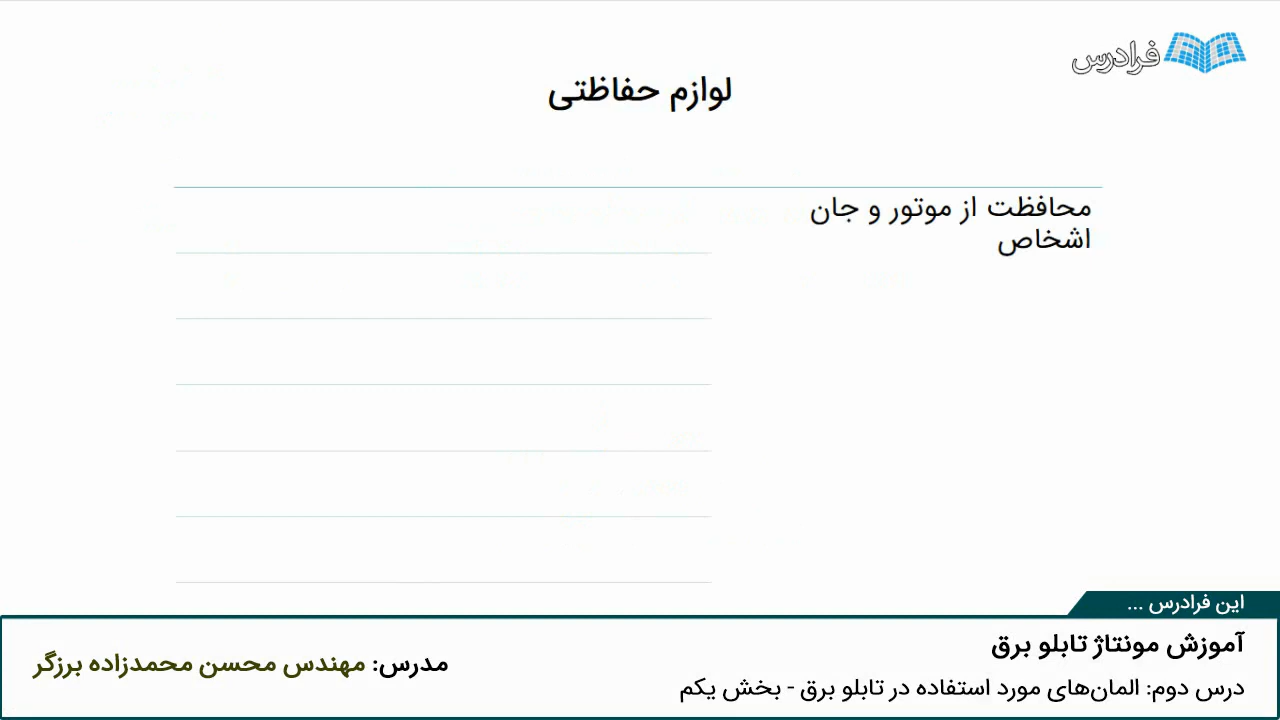 فرادرس
لوازم حفاظتی
محافظت از موتور و جان
اشخاص
این فرادرس ...
آموزش مونتاژ تابلو برق
مدرس: مهندس محسن محمدزاده برزگر
درس دوم: المان‌های مورد استفاده در تابلو برق - بخش یکم